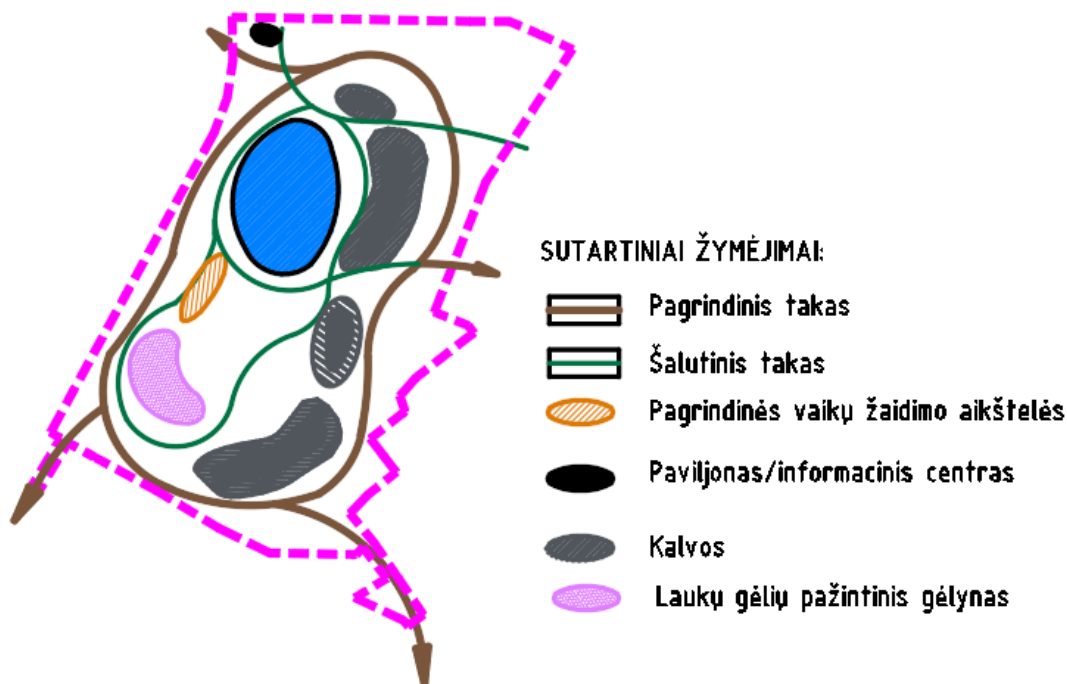 SUTARTINIAI ŽYMĖJIMAI:
Pagrindinis takas
Šalutinis takas
Pagrindinės vaikų žaidimo aikštelės
Paviljonas/informacinis centras
Kalvos
Laukų gėlių pažintinis gėlynas